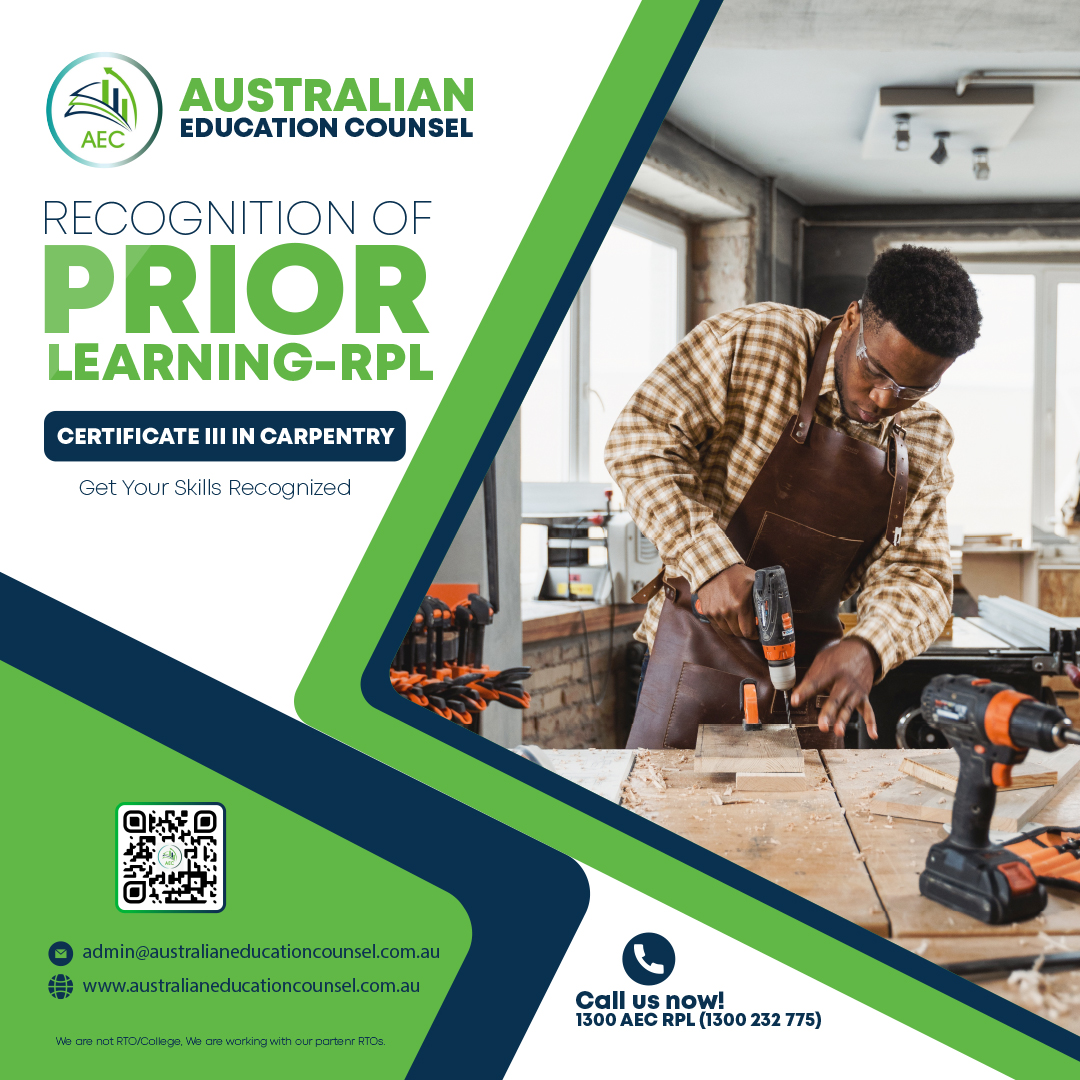 AEC
AUSTRALIAN
EDUCATION COUNSEL
RECOGNITION OF
PRIOR
LEARNING-RPL
CERTIFICATE III IN CARPENTRY
Get Your Skills Recognized
AEC
admin@australianeducationcounsel.com.au
www.australianeducationcounsel.com.au
We are not RTO/College, We are working with our partenr RTOs.
Call us now!
1300 AEC RPL (1300 232 775)